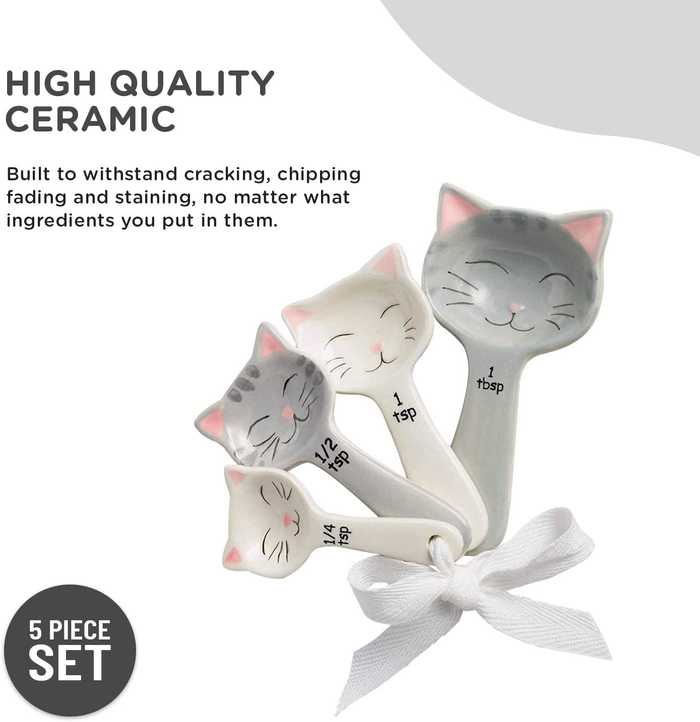 HIGH QUALITY
CERAMIC
Built to withstand cracking, chipping
fading and staining, no matter what
ingredients you put in them.
1
tbsp
1
tsp
1/2
tsp
1/4
tsp
5 PIECE
SET